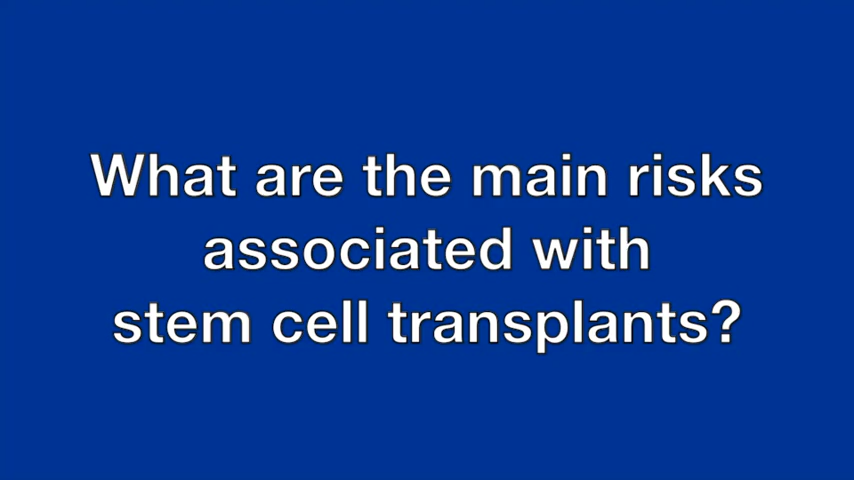 What are the main risks
associated with
stem cell transplants?